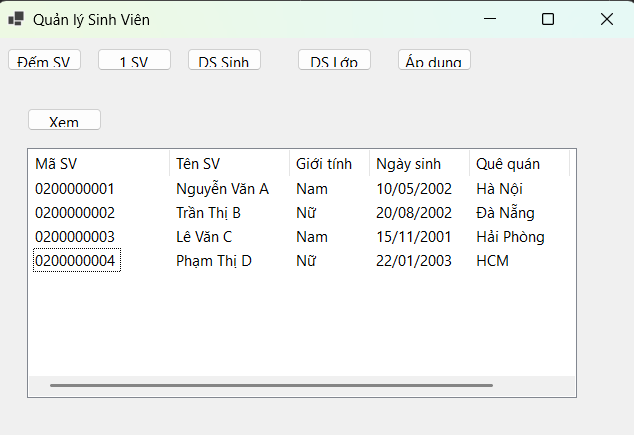 Quản lý Sinh Viên
Đếm SV 1 SV DS Sinh DS Lớp Áp dụng
Xem
Mã SV Tên SV Giới tính Ngày sinh Quê quán
0200000001 Nguyễn Văn A Nam 10/05/2002 Hà Nội
0200000002 Trần Thị B Nữ 20/08/2002 Đà Nẵng
0200000003 Lê Văn C Nam 15/11/2001 Hải Phòng
0200000004 Phạm Thị D Nữ 22/01/2003 HCM